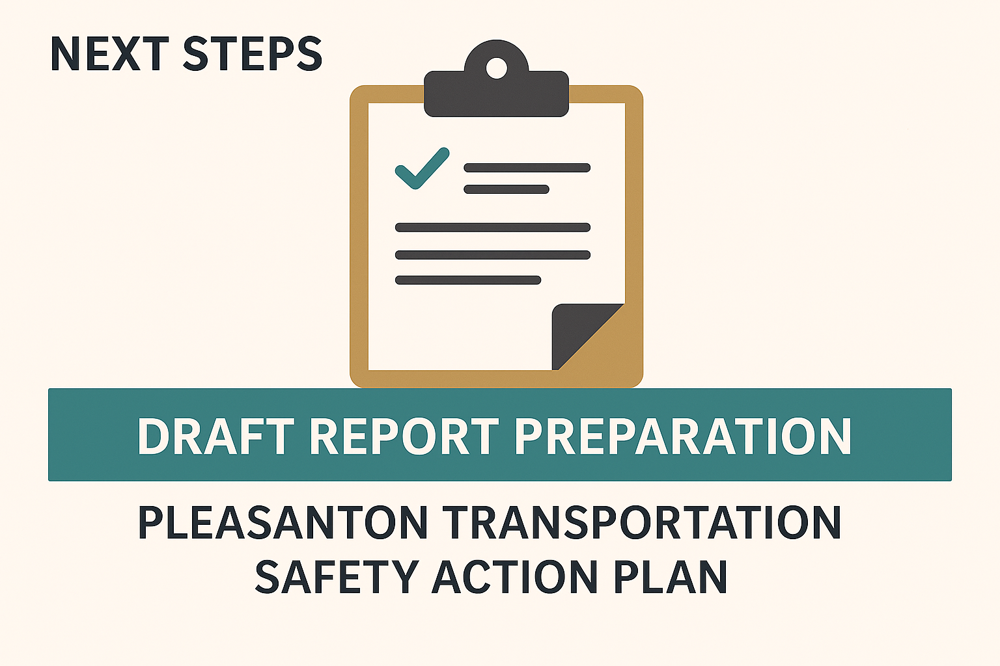 NEXT STEPS
DRAFT REPORT PREPARATION
PLEASANTON TRANSPORTATION
SAFETY ACTION PLAN